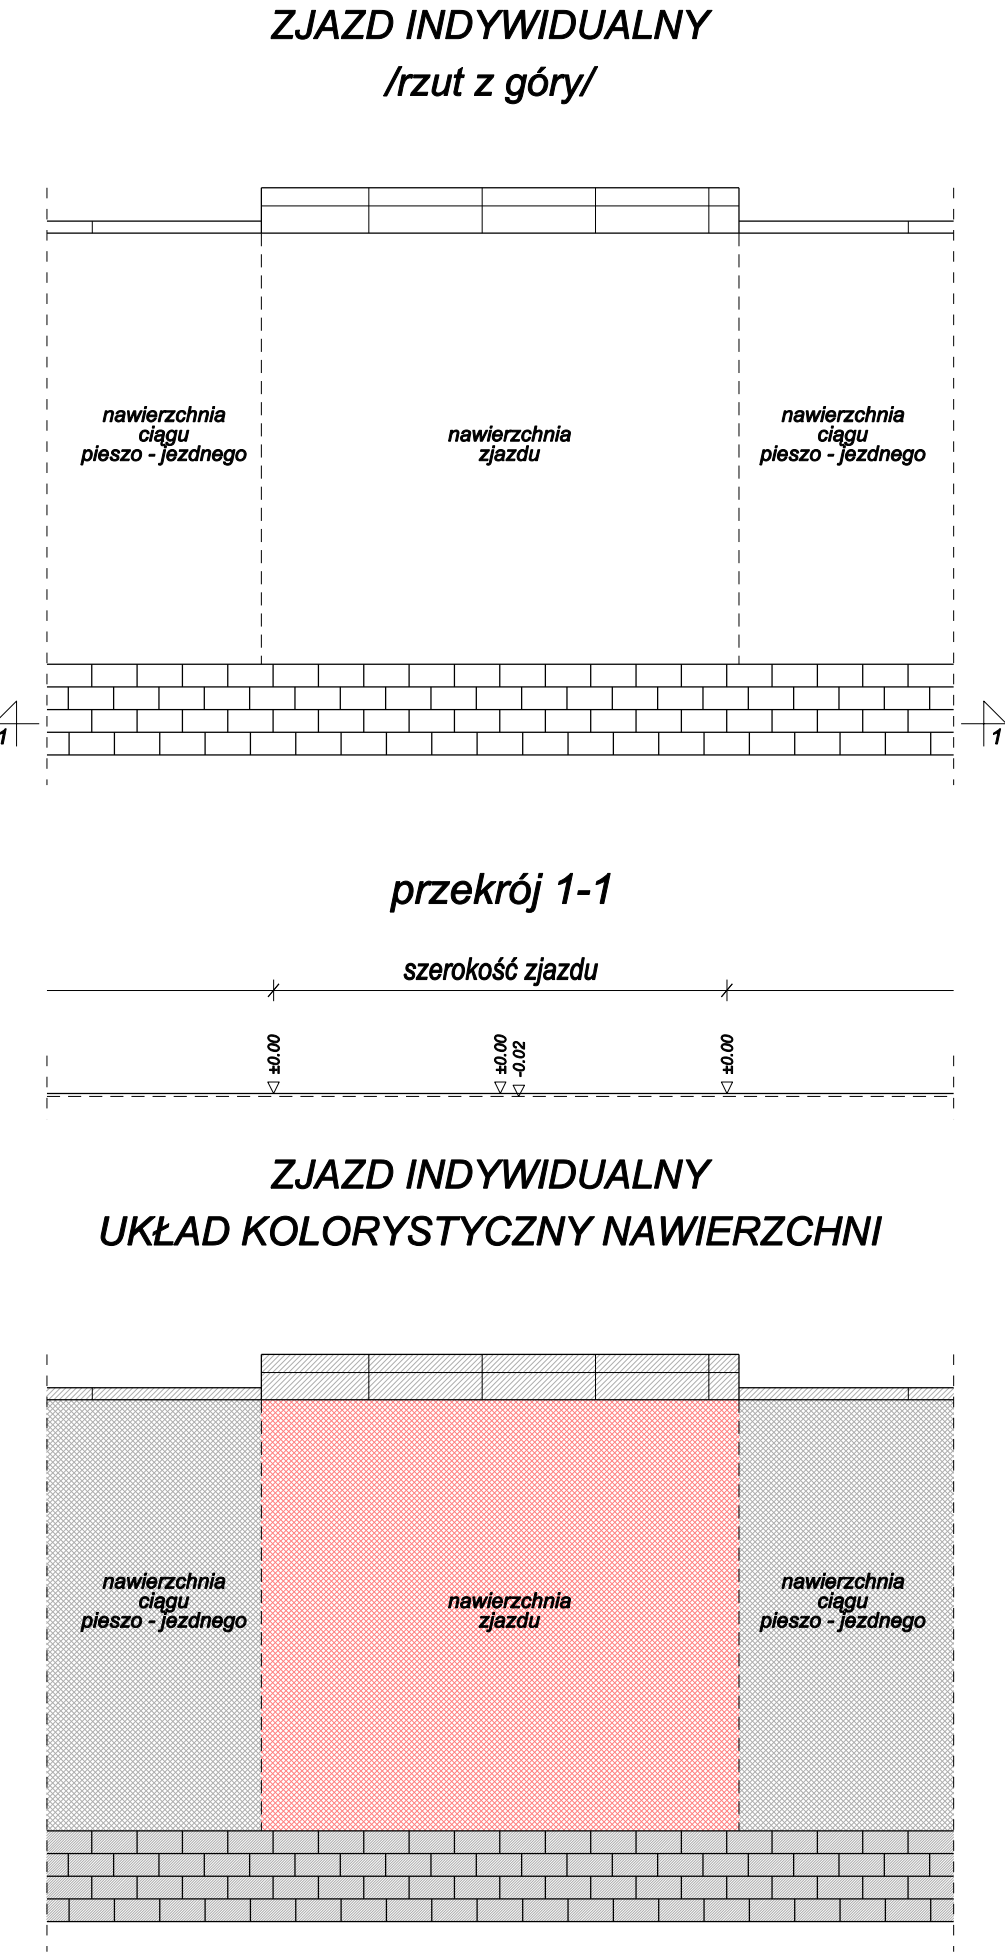 ZJAZD INDYWIDUALNY
/rzut z góry/
nawierzchnia
ciągu
pieszo - jezdnego
nawierzchnia
zjazdu
nawierzchnia
ciągu
pieszo - jezdnego
1
1
przekrój 1-1
szerokość zjazdu
±0.00
±0.00
-0.02
±0.00
ZJAZD INDYWIDUALNY
UKŁAD KOLORYSTYCZNY NAWIERZCHNI
nawierzchnia
ciągu
pieszo - jezdnego
nawierzchnia
zjazdu
nawierzchnia
ciągu
pieszo - jezdnego